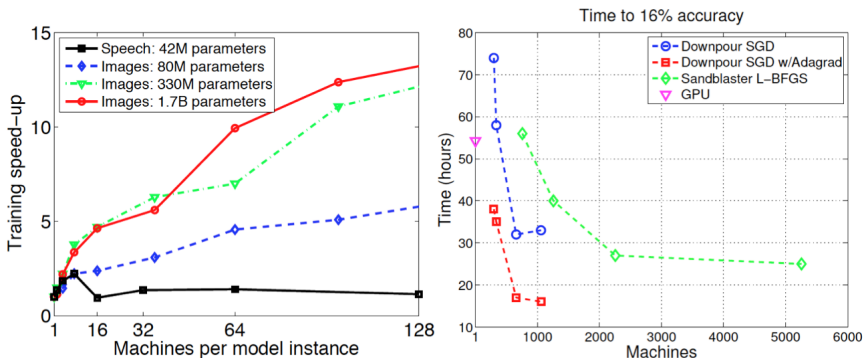 15
10
5
0
Training speed-up
Speech: 42M parameters
Images: 80M parameters
Images: 330M parameters
Images: 1.7B parameters
1 16 32 64 128
Machines per model instance
Time to 16% accuracy
80
70
60
50
40
30
20
10
Time (hours)
Downpour SGD
Downpour SGD w/Adagrad
Sandblaster L-BFGS
GPU
1 1000 2000 3000 4000 5000 6000
Machines